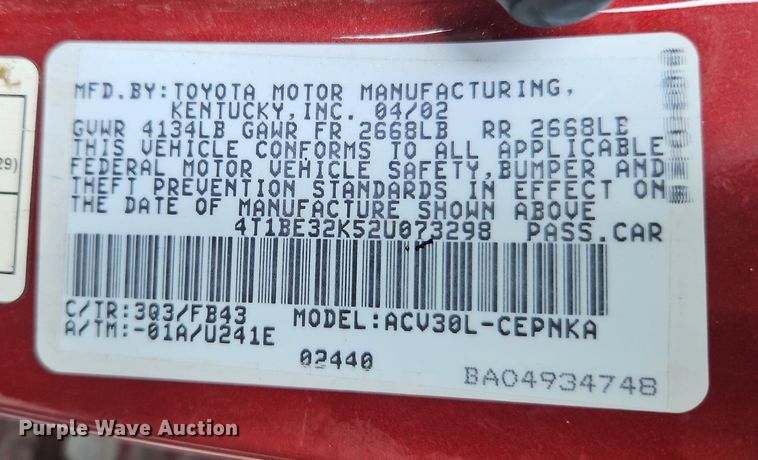 MFD.BY:TOYOTA MOTOR MANUFACTURING,
KENTUCKY,INC. 04/02
GVWR 4134LB GAWR FR 2668LB RR 2668LB
THIS VEHICLE CONFORMS TO ALL APPLICABLE
FEDERAL MOTOR VEHICLE SAFETY,BUMPER AND
THEFT PREVENTION STANDARDS IN EFFECT ON
THE DATE OF MANUFACTURE SHOWN ABOVE
4T1BE32K52U073298 PASS.CAR
C/TR:3Q3/FB43 MODEL:ACV30L-CEPNKA
A/TM:-01A/U241E
02440
BA04934748
29)
Purple Wave Auction